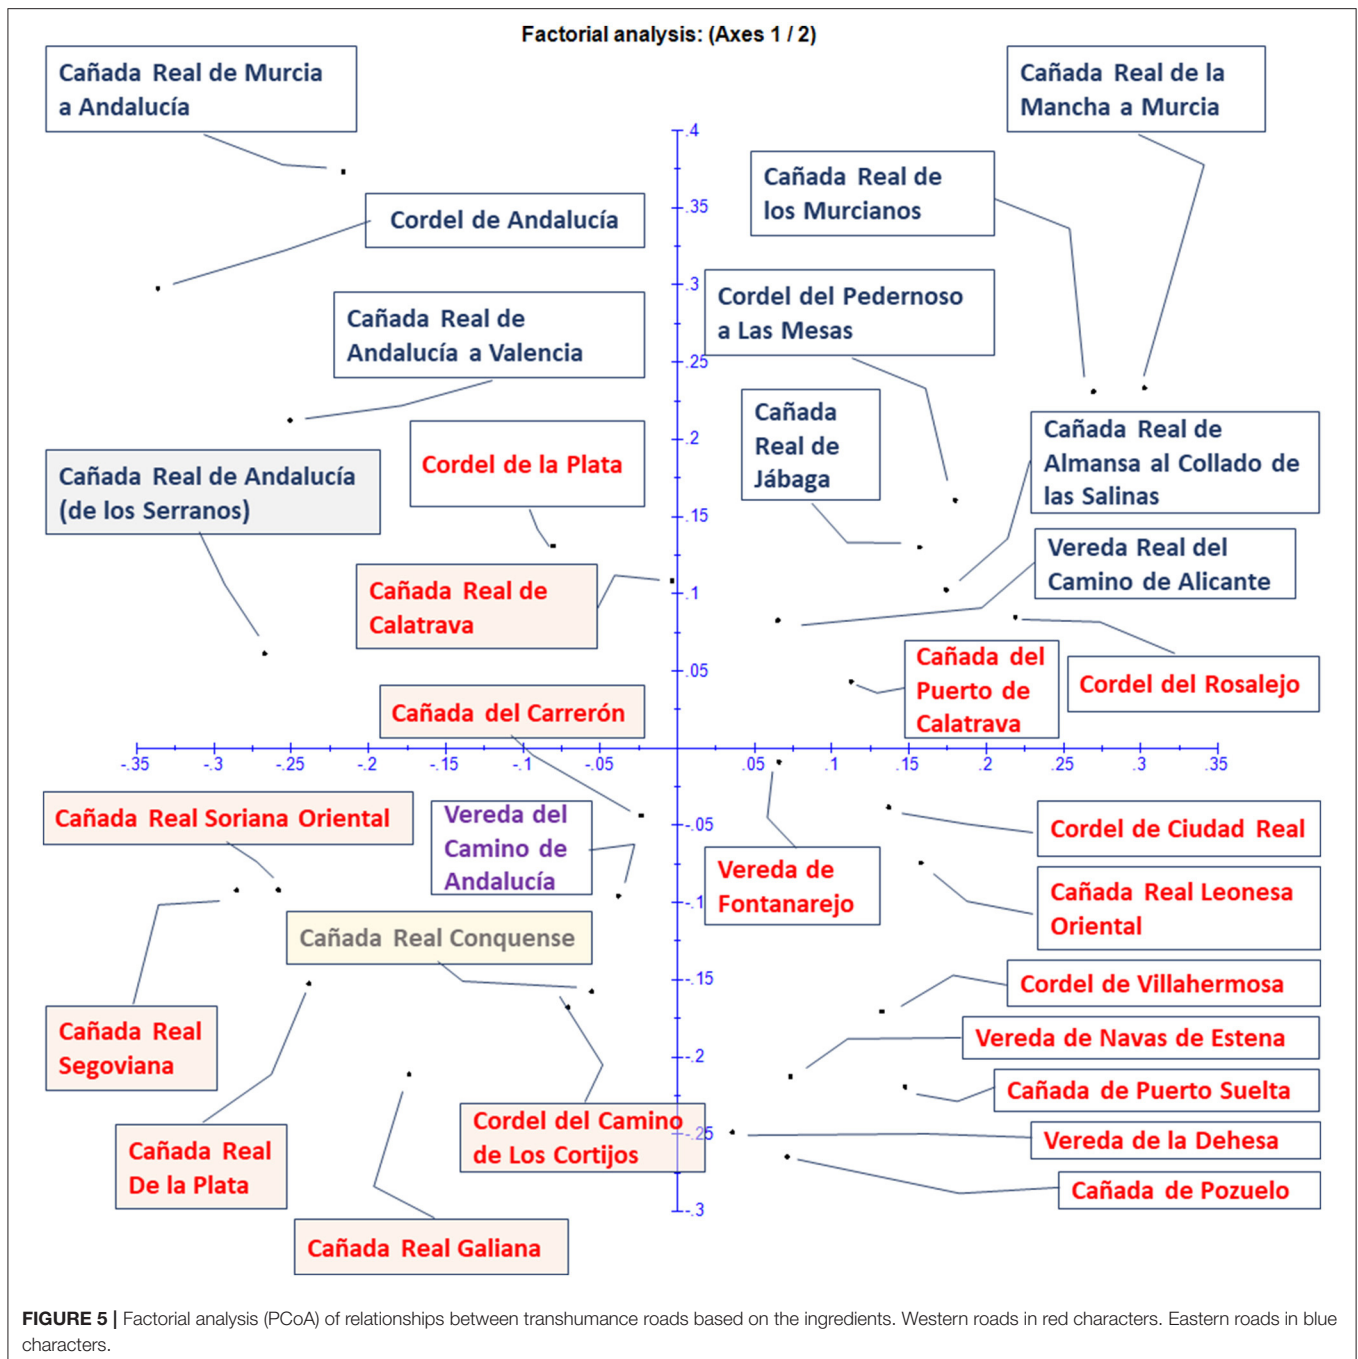 Factorial analysis: (Axes 1 / 2)
Cañada Real de Murcia
a Andalucía
Cañada Real de la
Mancha a Murcia
.4
Cañada Real de
los Murcianos
.35
Cordel de Andalucía
.3
Cordel del Pedernoso
a Las Mesas
Cañada Real de
Andalucía a Valencia
.25
Cañada
Real de
Jábaga
Cañada Real de
Almansa al Collado de
las Salinas
.2
Cordel de la Plata
Cañada Real de Andalucía
(de los Serranos)
.15
Vereda Real del
Camino de Alicante
Cañada Real de
Calatrava
.1
Cañada del
Puerto de
Calatrava
Cordel del Rosalejo
.05
Cañada del Carrerón
-.35 -.3 -.25 -.2 -.15 -.1 -.05 .05 .1 .15 .2 .25 .3 .35
Cañada Real Soriana Oriental
Vereda del
Camino de
Andalucía
-.05
Cordel de Ciudad Real
Vereda de
Fontanarejo
-.1
Cañada Real Leonesa
Oriental
Cañada Real Conquense
-.15
Cordel de Villahermosa
Cañada Real
Segoviana
Vereda de Navas de Estena
-.2
Cañada de Puerto Suelta
Cordel del Camino
de Los Cortijos
-.25
Vereda de la Dehesa
Cañada Real
De la Plata
Cañada de Pozuelo
-.3
Cañada Real Galiana
FIGURE 5 | Factorial analysis (PCoA) of relationships between transhumance roads based on the ingredients. Western roads in red characters. Eastern roads in blue
characters.